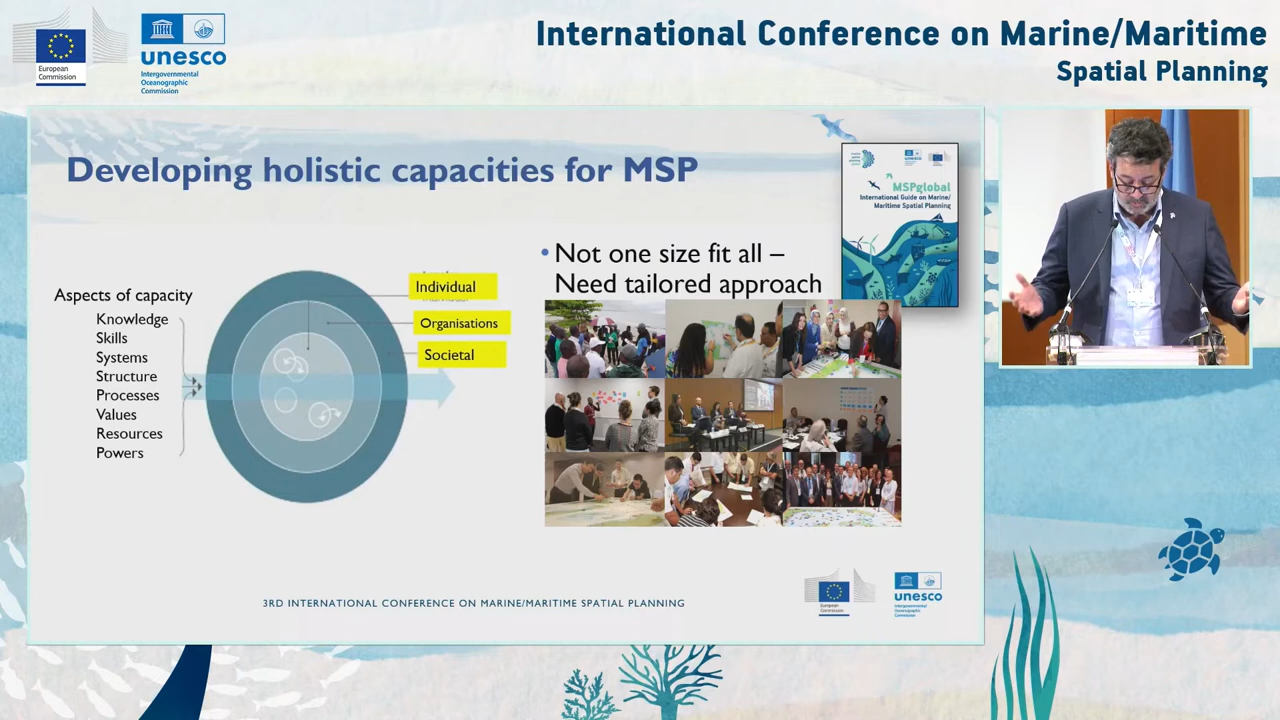 European
Commission
unesco
Intergovernmental
Oceanographic
Commission
International Conference on Marine/Maritime
Spatial Planning
Developing holistic capacities for MSP
Aspects of capacity
Knowledge
Skills
Systems
Structure
Processes
Values
Resources
Powers
Individual
Organisations
Societal
• Not one size fit all –
Need tailored approach
MSPglobal
International Guide on Marine/
Maritime Spatial Planning
3RD INTERNATIONAL CONFERENCE ON MARINE/MARITIME SPATIAL PLANNING
European
Commission
unesco
Intergovernmental
Oceanographic
Commission